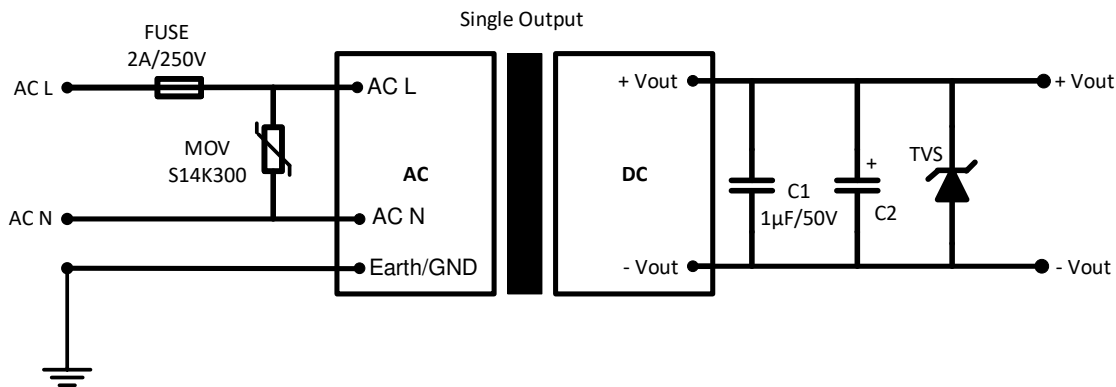 Single Output
FUSE
2A/250V
AC L
AC L
MOV
S14K300
AC
AC N
AC N
Earth/GND
+ Vout
+ Vout
DC
C1
1µF/50V
+
C2
TVS
- Vout
- Vout